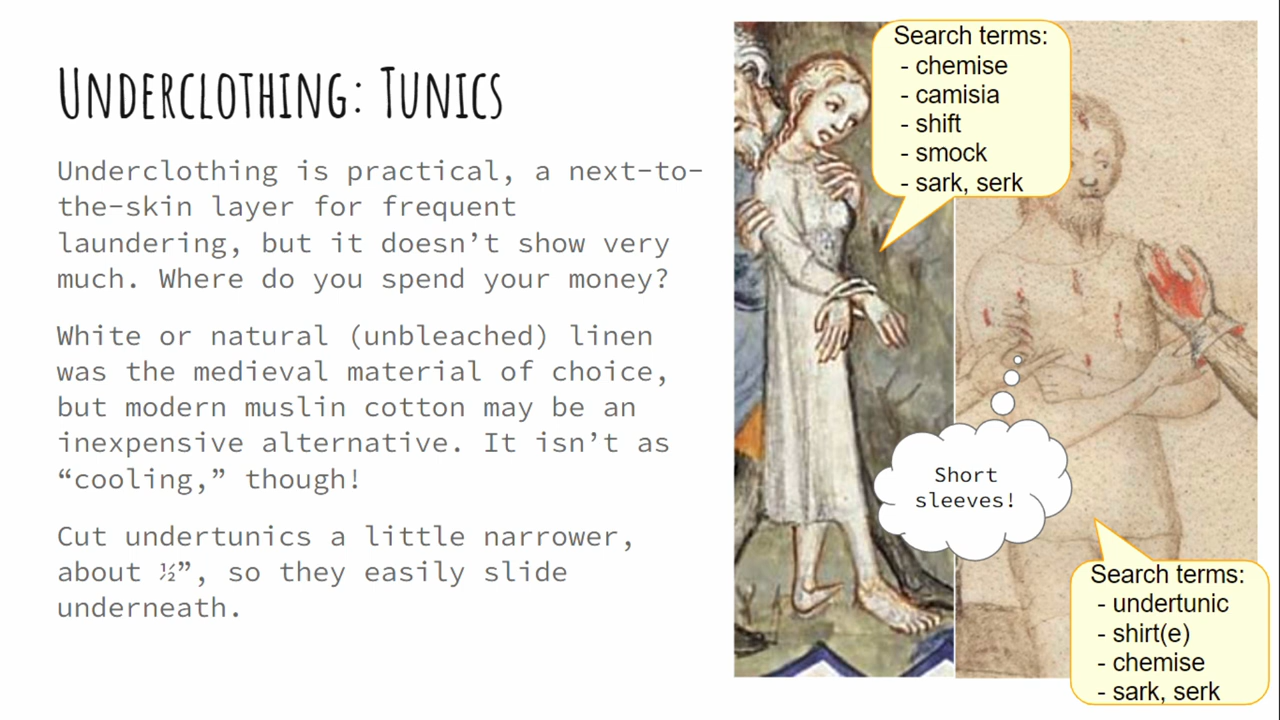 Underclothing: Tunics
Underclothing is practical, a next-to-
the-skin layer for frequent
laundering, but it doesn’t show very
much. Where do you spend your money?
White or natural (unbleached) linen
was the medieval material of choice,
but modern muslin cotton may be an
inexpensive alternative. It isn’t as
“cooling,” though!
Cut undertunics a little narrower,
about ½”, so they easily slide
underneath.
Search terms:
- chemise
- camisia
- shift
- smock
- sark, serk
Short
sleeves!
Search terms:
- undertunic
- shirt(e)
- chemise
- sark, serk